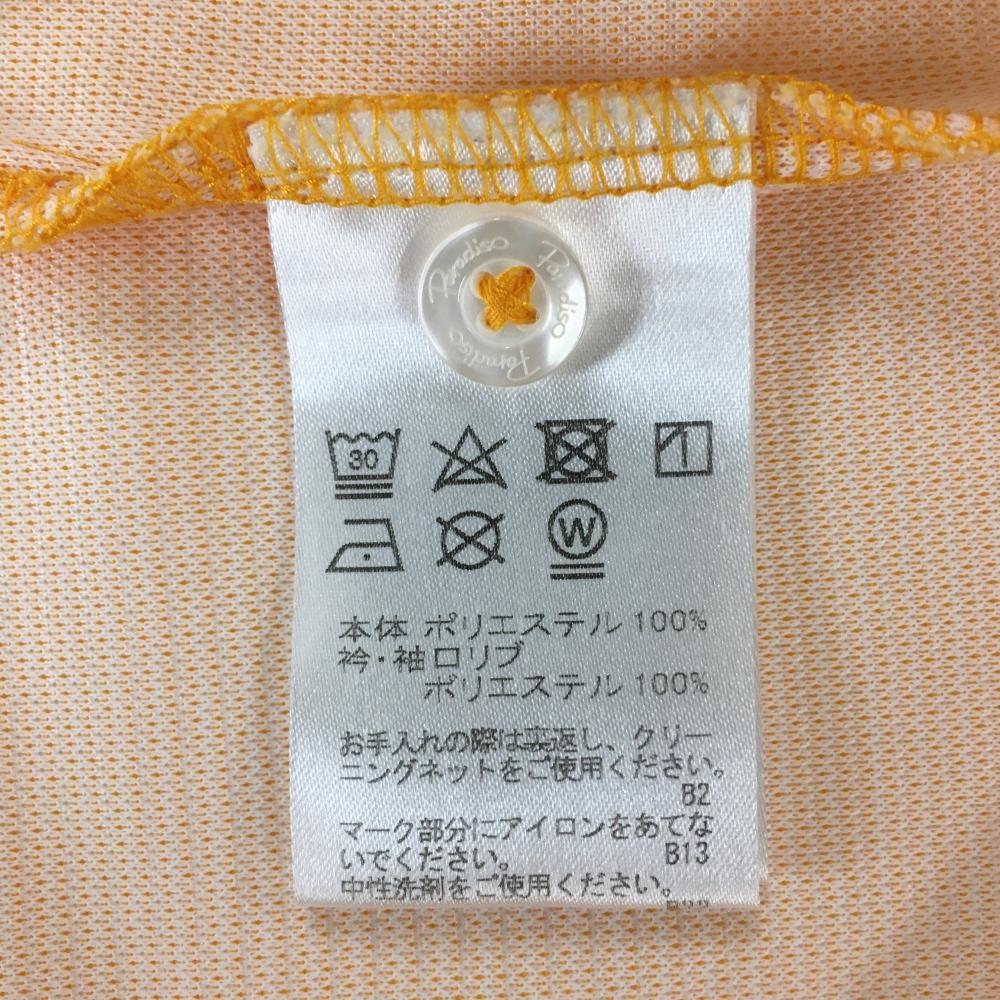 Paradiso
Paradiso
Paradiso
30
W
本体 ポリエステル 100%
衿・袖口リブ
ポリエステル 100%
お手入れの際は裏返し、クリー
ニングネットをご使用ください。
B2
マーク部分にアイロンをあてな
いでください。 B13
中性洗剤をご使用ください。